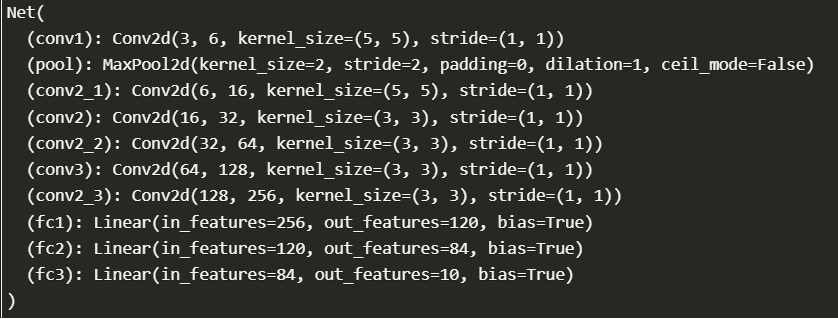 Net(
(conv1): Conv2d(3, 6, kernel_size=(5, 5), stride=(1, 1))
(pool): MaxPool2d(kernel_size=2, stride=2, padding=0, dilation=1, ceil_mode=False)
(conv2_1): Conv2d(6, 16, kernel_size=(5, 5), stride=(1, 1))
(conv2): Conv2d(16, 32, kernel_size=(3, 3), stride=(1, 1))
(conv2_2): Conv2d(32, 64, kernel_size=(3, 3), stride=(1, 1))
(conv3): Conv2d(64, 128, kernel_size=(3, 3), stride=(1, 1))
(conv2_3): Conv2d(128, 256, kernel_size=(3, 3), stride=(1, 1))
(fc1): Linear(in_features=256, out_features=120, bias=True)
(fc2): Linear(in_features=120, out_features=84, bias=True)
(fc3): Linear(in_features=84, out_features=10, bias=True)
)